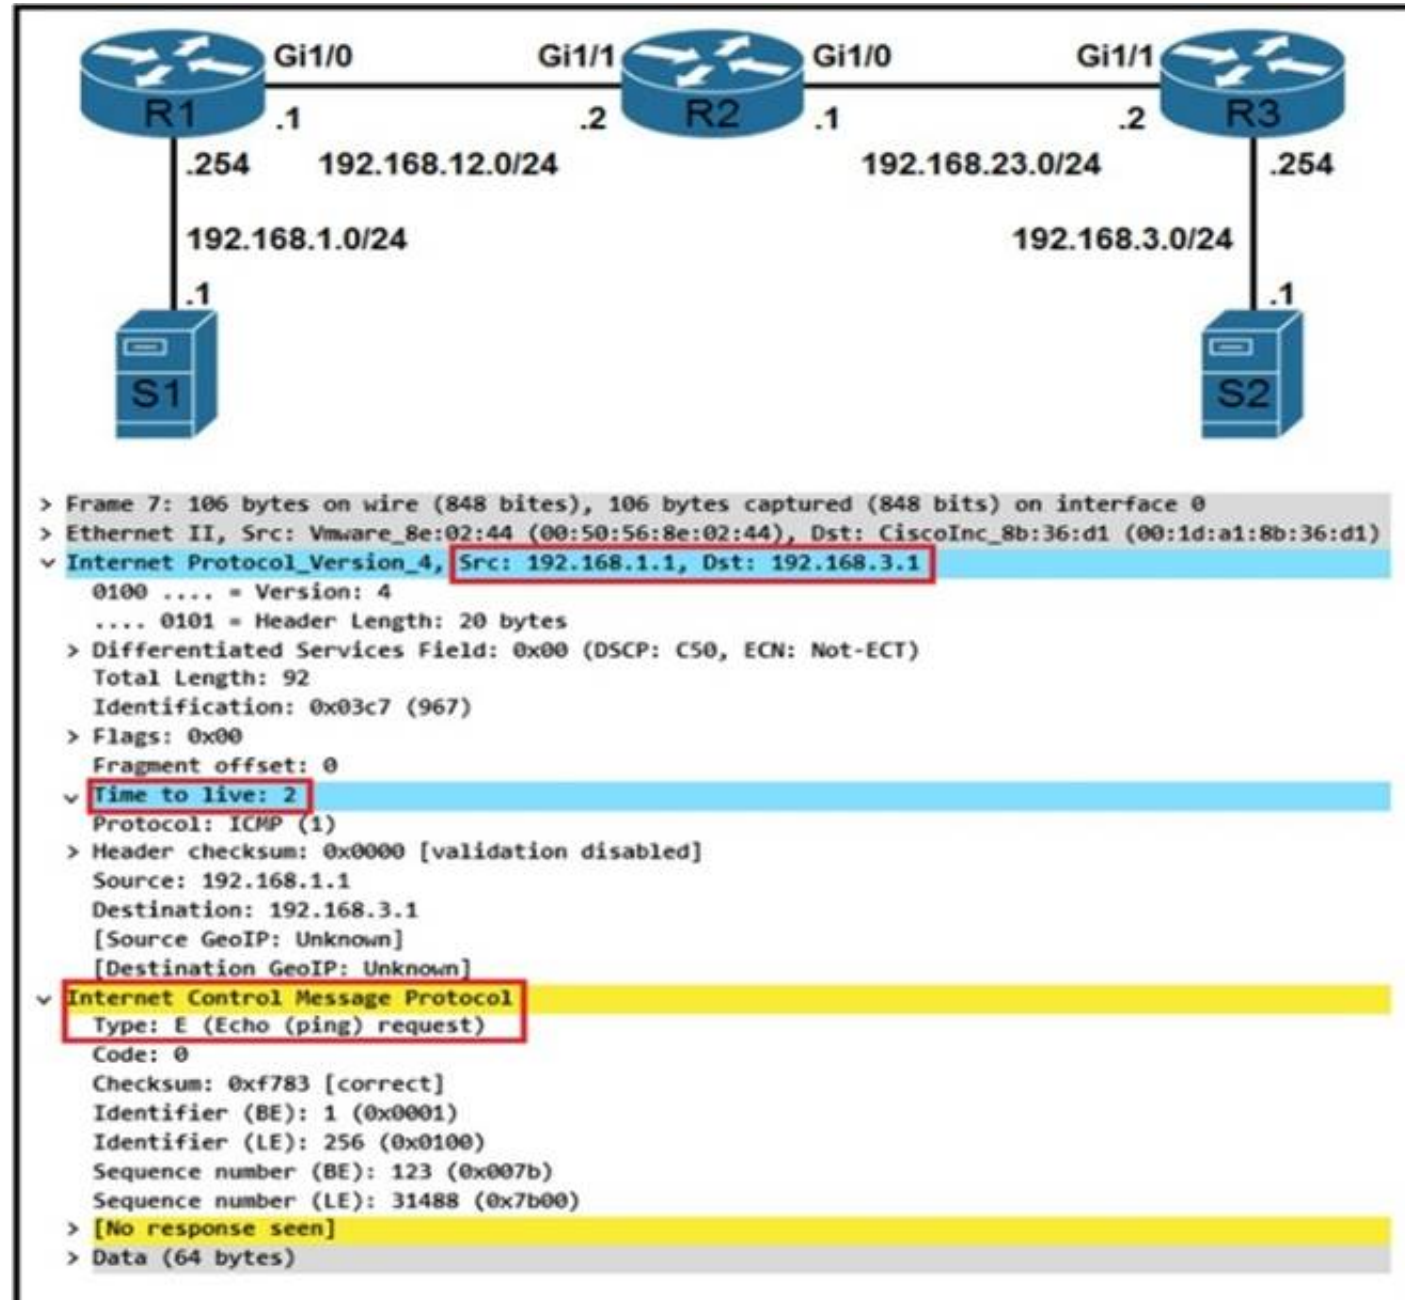 Gi1/0 Gi1/1 Gi1/0 Gi1/1
R1 R2 R3
.1 .2 .1 .2
.254 192.168.12.0/24 192.168.23.0/24 .254
192.168.1.0/24 192.168.3.0/24
.1 .1
S1 S2
> Frame 7: 106 bytes on wire (848 bites), 106 bytes captured (848 bits) on interface 0
> Ethernet II, Src: Vmware_8e:02:44 (00:50:56:8e:02:44), Dst: CiscoInc_8b:36:d1 (00:1d:a1:8b:36:d1)
Internet Protocol_Version_4, Src: 192.168.1.1, Dst: 192.168.3.1
0100 .... = Version: 4
.... 0101 = Header Length: 20 bytes
> Differentiated Services Field: 0x00 (DSCP: C50, ECN: Not-ECT)
Total Length: 92
Identification: 0x03c7 (967)
> Flags: 0x00
Fragment offset: 0
Time to live: 2
Protocol: ICMP (1)
> Header checksum: 0x0000 [validation disabled]
Source: 192.168.1.1
Destination: 192.168.3.1
[Source GeoIP: Unknown]
[Destination GeoIP: Unknown]
Internet Control Message Protocol
Type: E (Echo (ping) request)
Code: 0
Checksum: 0xf783 [correct]
Identifier (BE): 1 (0x0001)
Identifier (LE): 256 (0x0100)
Sequence number (BE): 123 (0x007b)
Sequence number (LE): 31488 (0x7b00)
> [No response seen]
> Data (64 bytes)